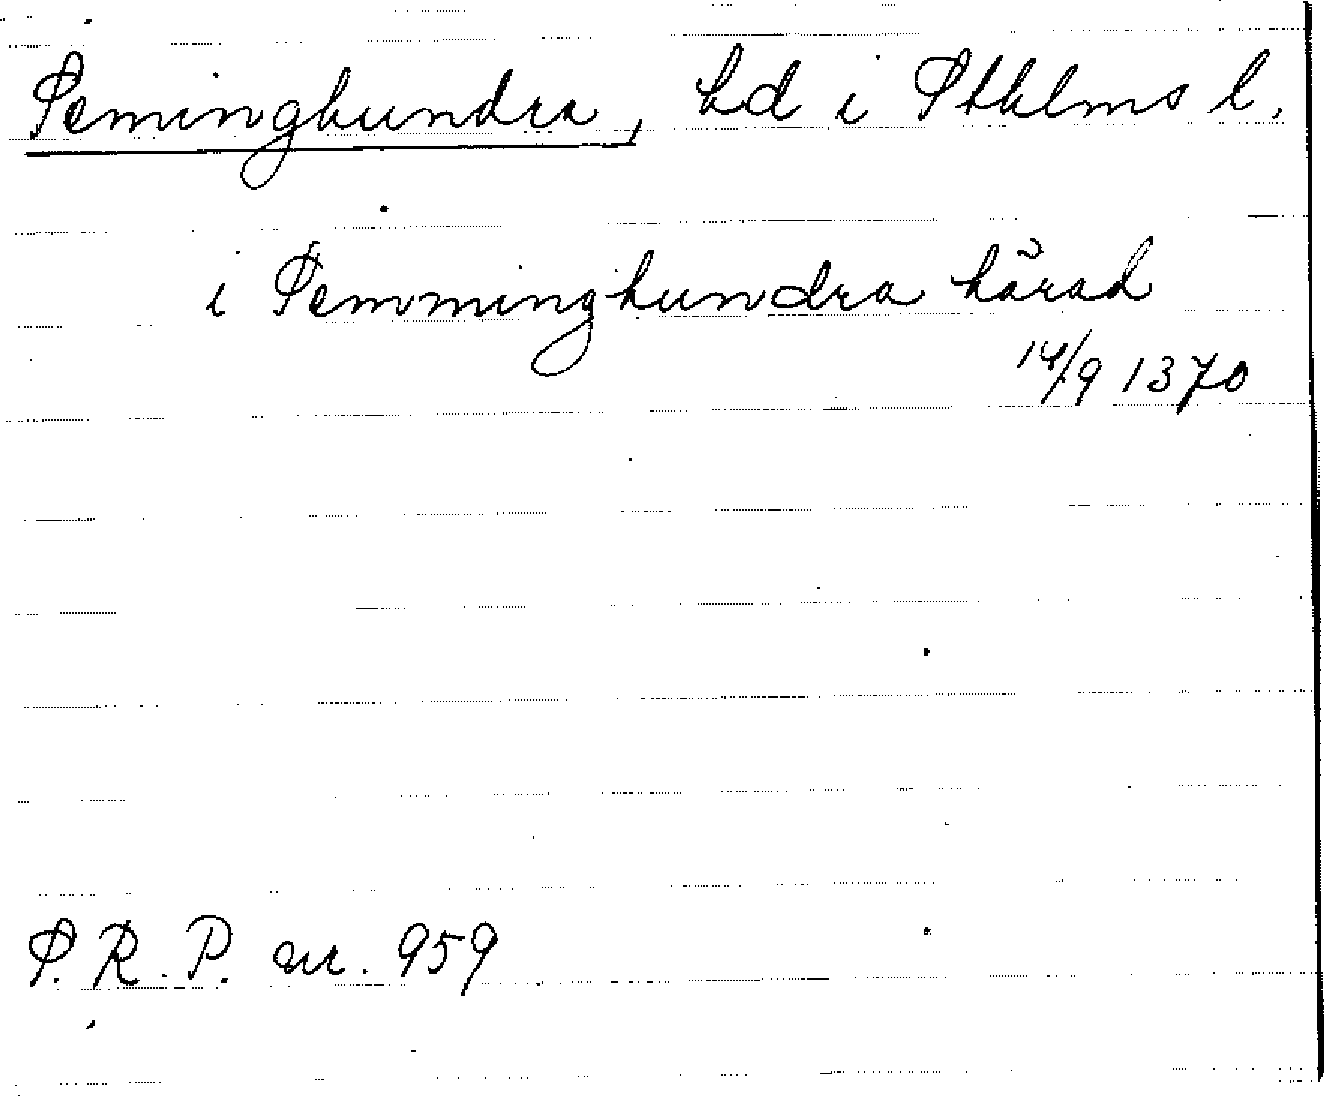 Seminghundra, hd i Sthlms l.
i Semminghundra härad
14/9 1370
S.R.P. nr. 959